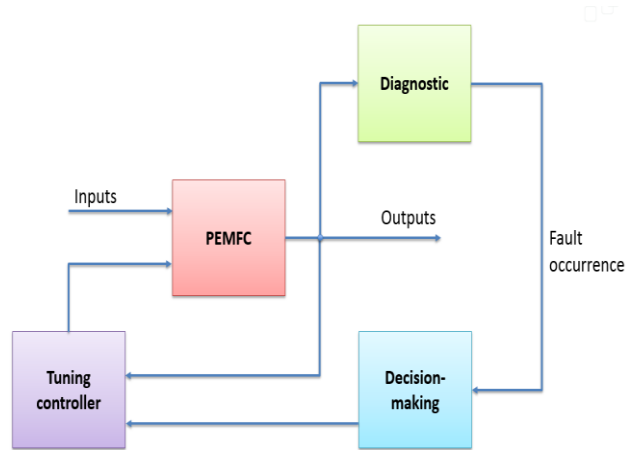 Diagnostic
Inputs
PEMFC
Outputs
Fault
occurrence
Tuning
controller
Decision-
making